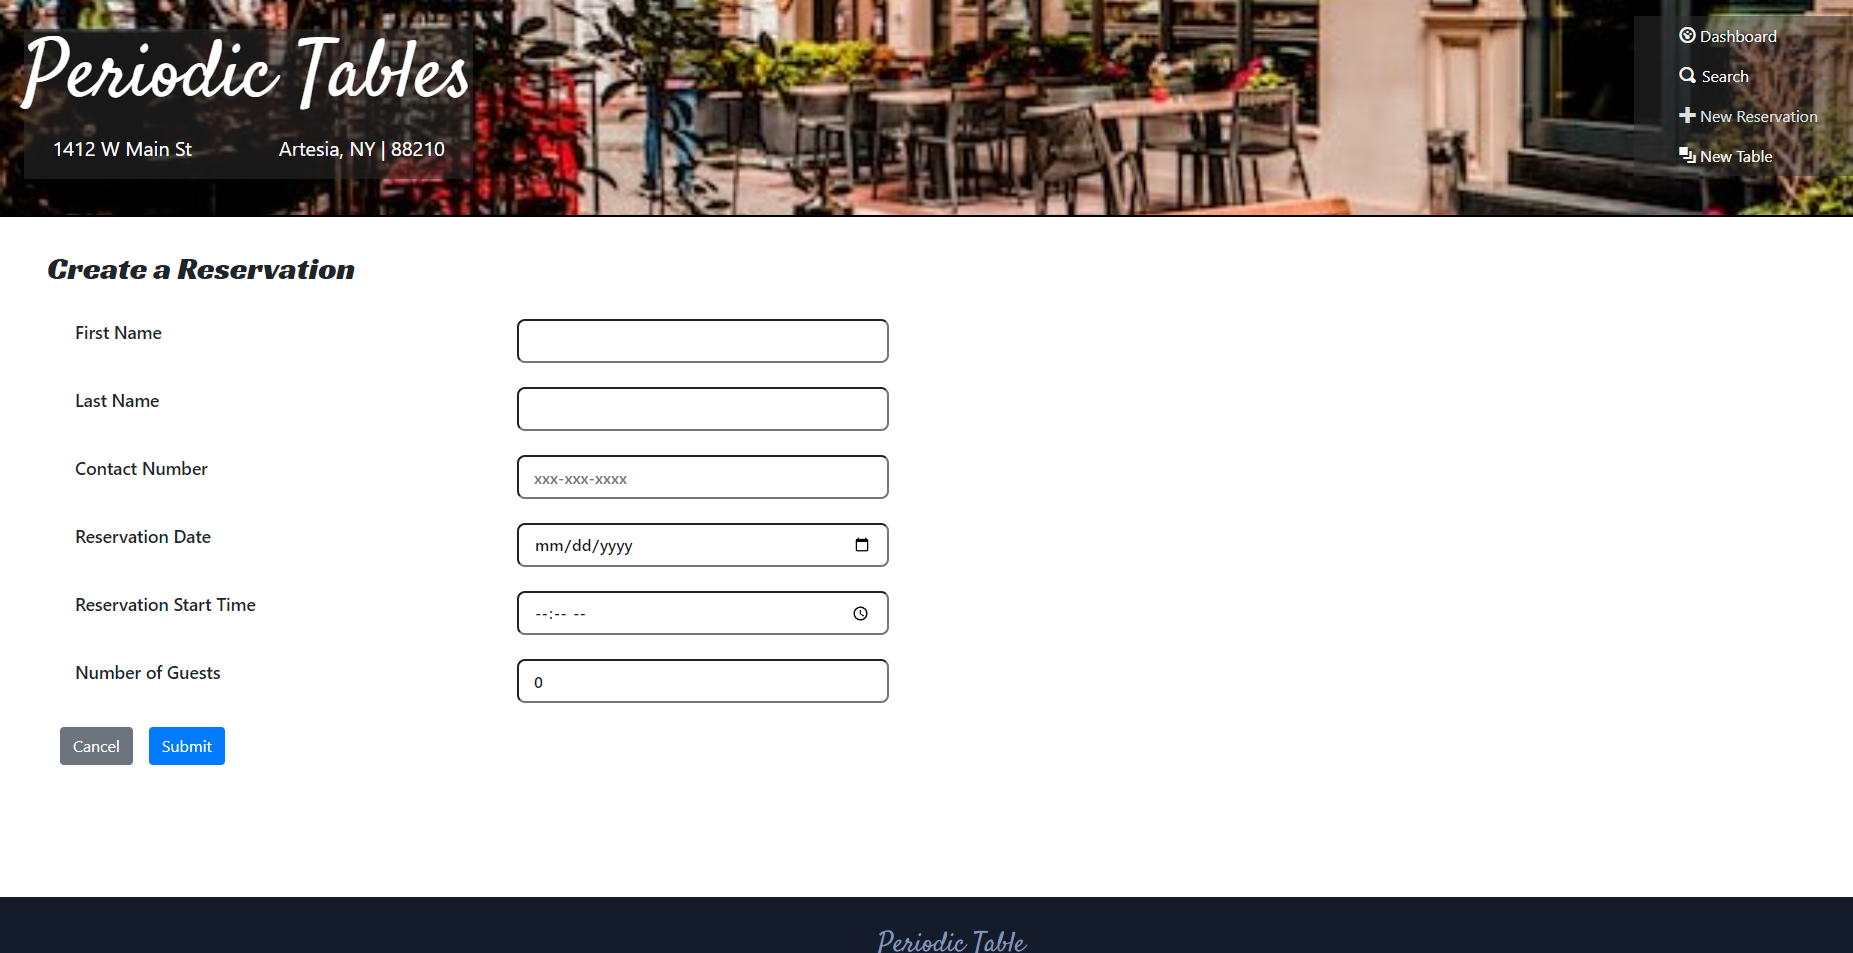 Periodic Tables
1412 W Main St
Artesia, NY | 88210
Dashboard
Search
New Reservation
New Table
Create a Reservation
First Name
Last Name
Contact Number
xxx-xxx-xxxx
Reservation Date
mm/dd/yyyy
Reservation Start Time
--:-- --
Number of Guests
0
Cancel
Submit
Periodic Table